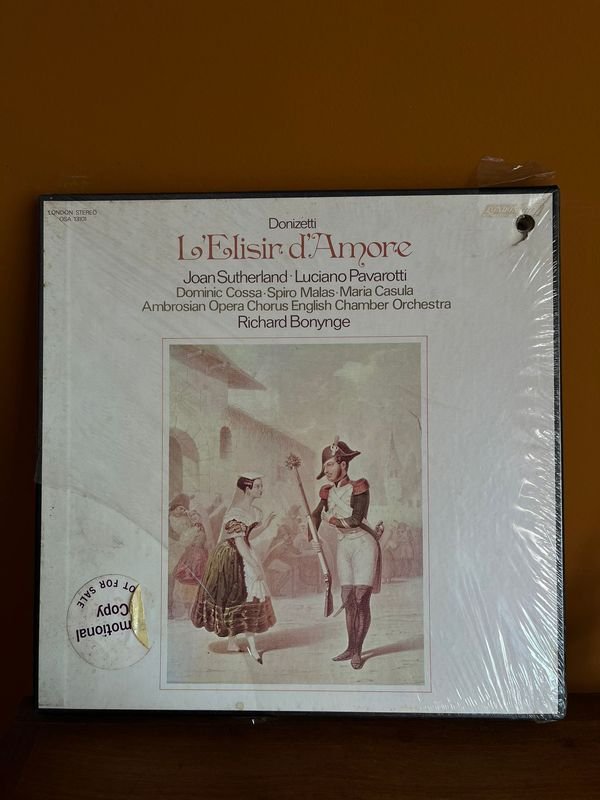 LONDON STEREO
OSA 13101
LONDON
Donizetti
L'Elisir d'Amore
Joan Sutherland · Luciano Pavarotti
Dominic Cossa · Spiro Malas · Maria Casula
Ambrosian Opera Chorus English Chamber Orchestra
Richard Bonynge
motional
Copy
OT FOR SALE